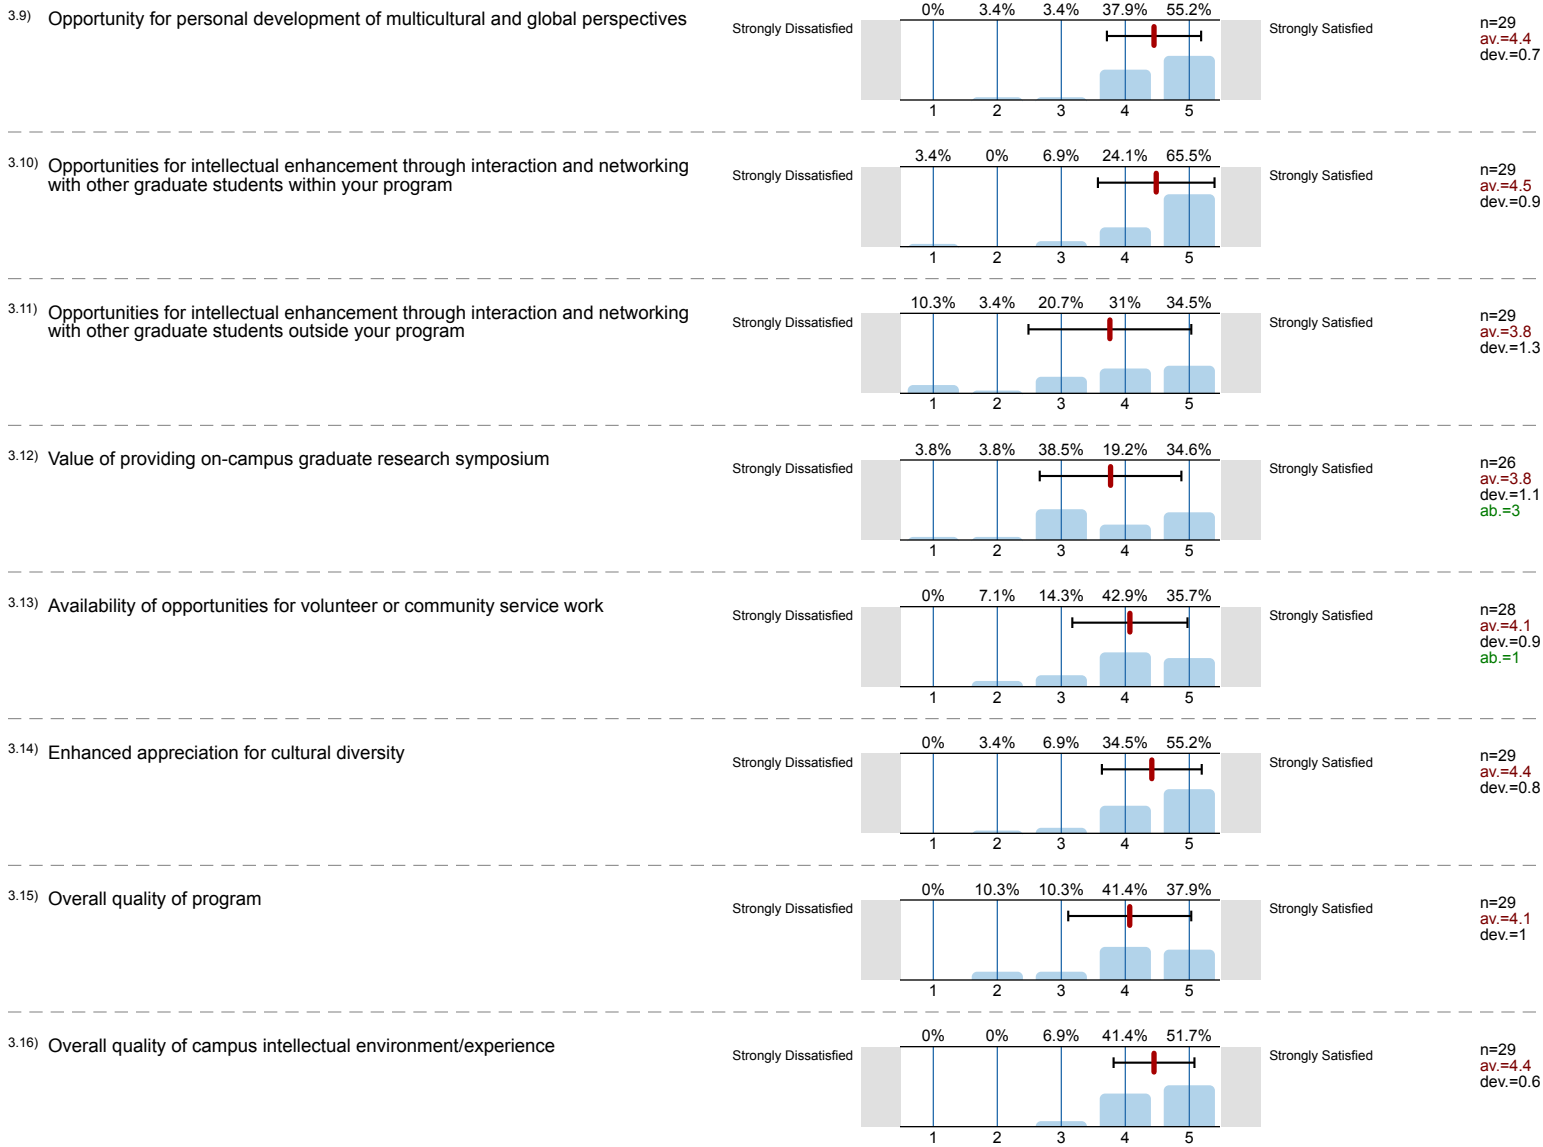 3.9) Opportunity for personal development of multicultural and global perspectives
Strongly Dissatisfied
0% 3.4% 3.4% 37.9% 55.2%
1 2 3 4 5
Strongly Satisfied
n=29
av.=4.4
dev.=0.7
3.10) Opportunities for intellectual enhancement through interaction and networking
with other graduate students within your program
Strongly Dissatisfied
3.4% 0% 6.9% 24.1% 65.5%
1 2 3 4 5
Strongly Satisfied
n=29
av.=4.5
dev.=0.9
3.11) Opportunities for intellectual enhancement through interaction and networking
with other graduate students outside your program
Strongly Dissatisfied
10.3% 3.4% 20.7% 31% 34.5%
1 2 3 4 5
Strongly Satisfied
n=29
av.=3.8
dev.=1.3
3.12) Value of providing on-campus graduate research symposium
Strongly Dissatisfied
3.8% 3.8% 38.5% 19.2% 34.6%
1 2 3 4 5
Strongly Satisfied
n=26
av.=3.8
dev.=1.1
ab.=3
3.13) Availability of opportunities for volunteer or community service work
Strongly Dissatisfied
0% 7.1% 14.3% 42.9% 35.7%
1 2 3 4 5
Strongly Satisfied
n=28
av.=4.1
dev.=0.9
ab.=1
3.14) Enhanced appreciation for cultural diversity
Strongly Dissatisfied
0% 3.4% 6.9% 34.5% 55.2%
1 2 3 4 5
Strongly Satisfied
n=29
av.=4.4
dev.=0.8
3.15) Overall quality of program
Strongly Dissatisfied
0% 10.3% 10.3% 41.4% 37.9%
1 2 3 4 5
Strongly Satisfied
n=29
av.=4.1
dev.=1
3.16) Overall quality of campus intellectual environment/experience
Strongly Dissatisfied
0% 0% 6.9% 41.4% 51.7%
1 2 3 4 5
Strongly Satisfied
n=29
av.=4.4
dev.=0.6